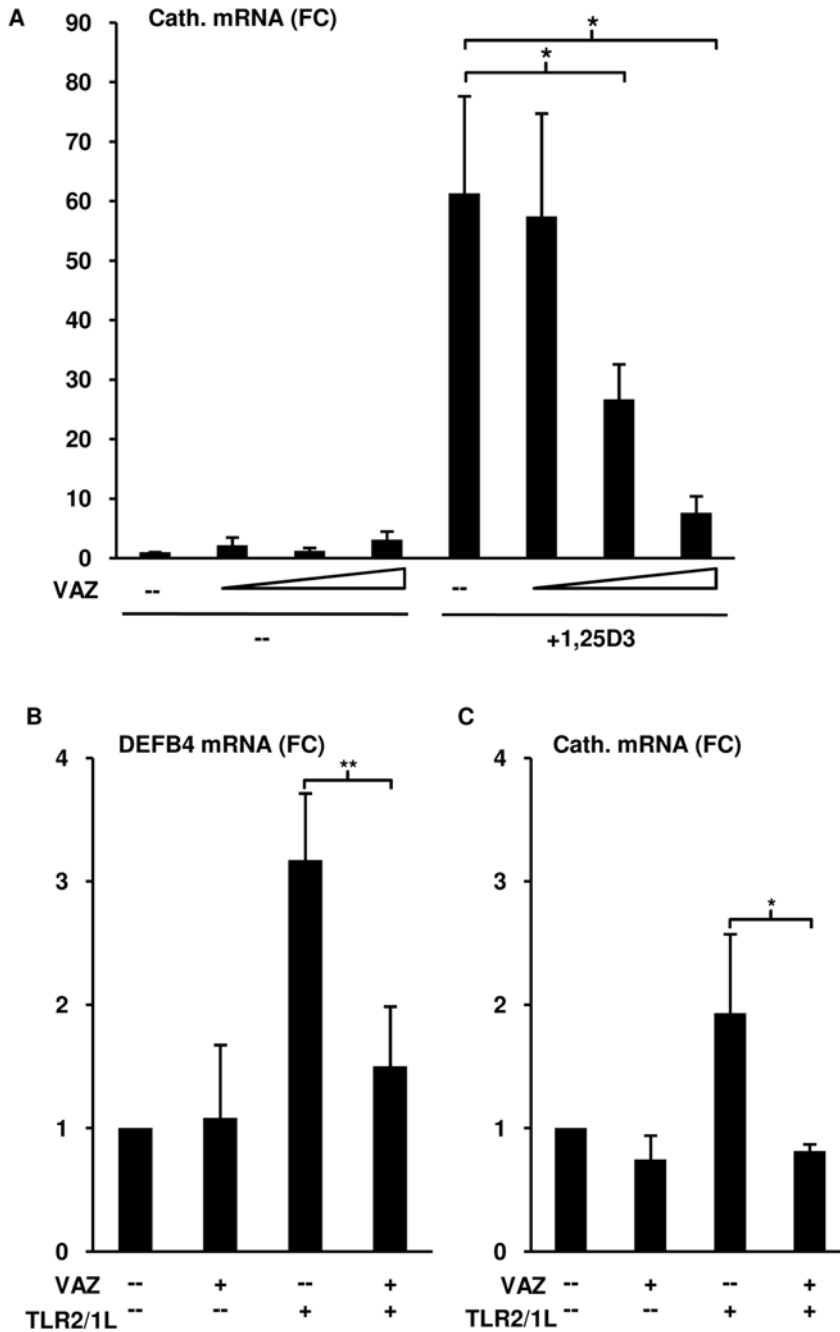 A
Cath. mRNA (FC)
90
80
70
60
50
40
30
20
10
0
*
*
VAZ -- --
-- +1,25D3
B
DEFB4 mRNA (FC)
4
3
2
1
0
**
VAZ -- + -- +
TLR2/1L -- -- + +
C
Cath. mRNA (FC)
4
3
2
1
0
*
VAZ -- + -- +
TLR2/1L -- -- + +